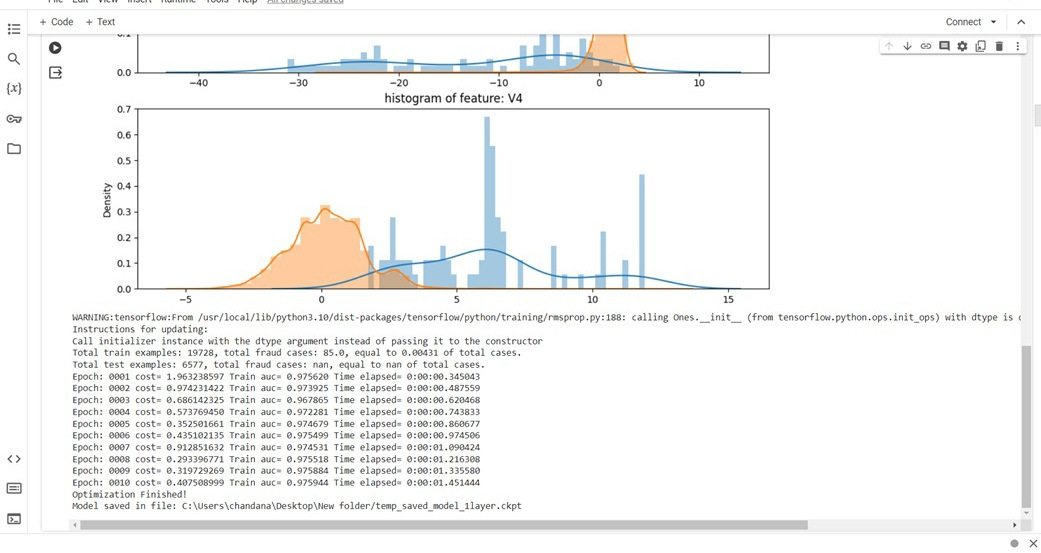 File Edit View Insert Runtime Tools Help All changes saved
+ Code + Text Connect
{x}
0.1
0.0
−40 −30 −20 −10 0 10
histogram of feature: V4
0.7
0.6
0.5
0.4
0.3
0.2
0.1
0.0
Density
−5 0 5 10 15
WARNING:tensorflow:From /usr/local/lib/python3.10/dist-packages/tensorflow/python/training/rmsprop.py:188: calling Ones.__init__ (from tensorflow.python.ops.init_ops) with dtype is
Instructions for updating:
Call initializer instance with the dtype argument instead of passing it to the constructor
Total train examples: 19728, total fraud cases: 85.0, equal to 0.00431 of total cases.
Total test examples: 6577, total fraud cases: nan, equal to nan of total cases.
Epoch: 0001 cost= 1.963238597 Train auc= 0.975620 Time elapsed= 0:00:00.345043
Epoch: 0002 cost= 0.974231422 Train auc= 0.973925 Time elapsed= 0:00:00.487559
Epoch: 0003 cost= 0.686142325 Train auc= 0.967865 Time elapsed= 0:00:00.620468
Epoch: 0004 cost= 0.573769450 Train auc= 0.972281 Time elapsed= 0:00:00.743833
Epoch: 0005 cost= 0.352501661 Train auc= 0.974679 Time elapsed= 0:00:00.860677
Epoch: 0006 cost= 0.435102135 Train auc= 0.975499 Time elapsed= 0:00:00.974506
Epoch: 0007 cost= 0.912851632 Train auc= 0.974531 Time elapsed= 0:00:01.090424
Epoch: 0008 cost= 0.293396771 Train auc= 0.975518 Time elapsed= 0:00:01.216308
Epoch: 0009 cost= 0.319729269 Train auc= 0.975884 Time elapsed= 0:00:01.335580
Epoch: 0010 cost= 0.407508999 Train auc= 0.975944 Time elapsed= 0:00:01.451444
Optimization Finished!
Model saved in file: C:\Users\chandana\Desktop\New folder/temp_saved_model_1layer.ckpt